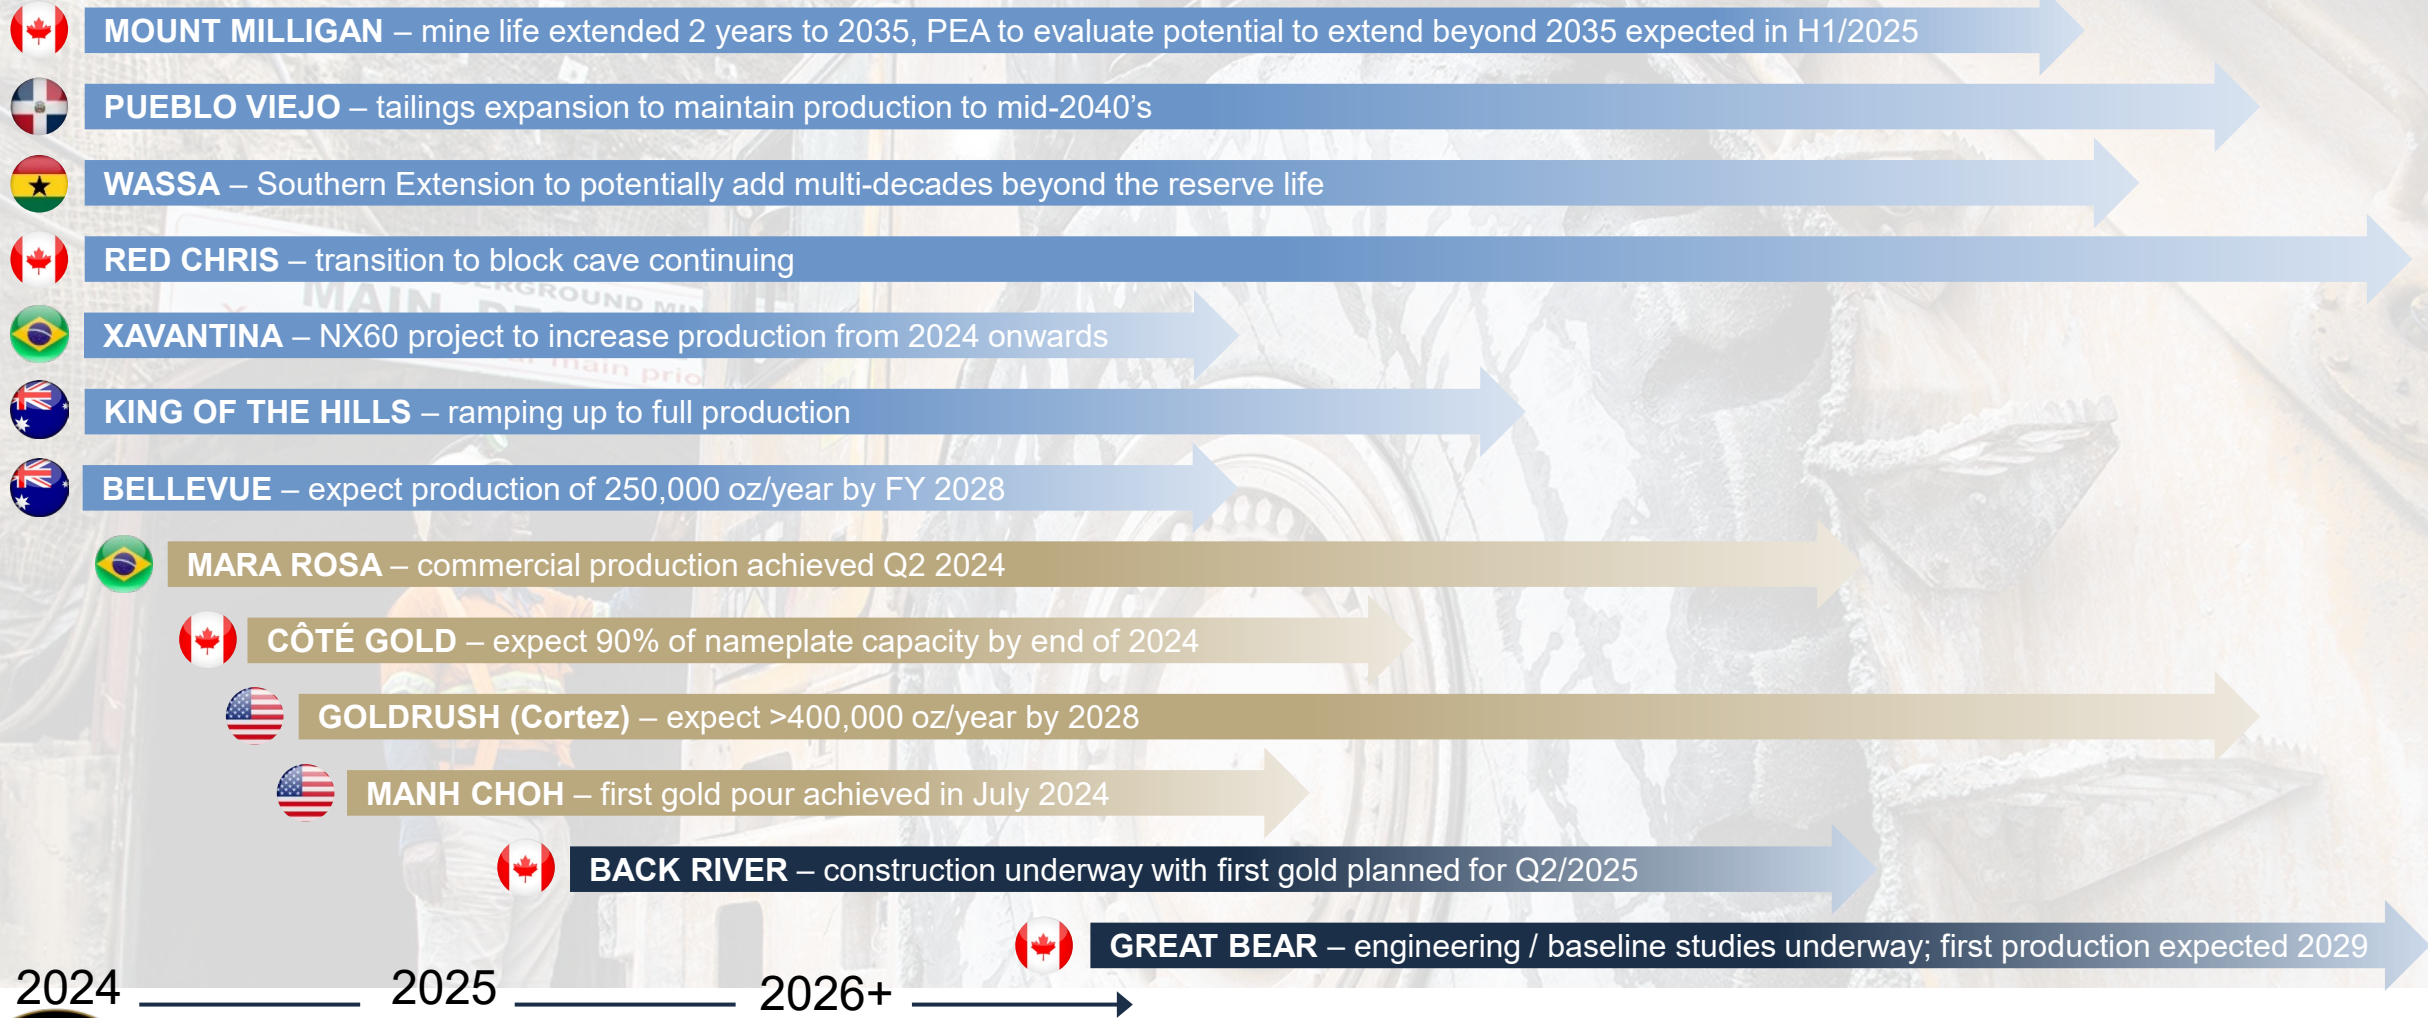 MOUNT MILLIGAN – mine life extended 2 years to 2035, PEA to evaluate potential to extend beyond 2035 expected in H1/2025
PUEBLO VIEJO – tailings expansion to maintain production to mid-2040’s
WASSA – Southern Extension to potentially add multi-decades beyond the reserve life
RED CHRIS – transition to block cave continuing
XAVANTINA – NX60 project to increase production from 2024 onwards
KING OF THE HILLS – ramping up to full production
BELLEVUE – expect production of 250,000 oz/year by FY 2028
MARA ROSA – commercial production achieved Q2 2024
CÔTÉ GOLD – expect 90% of nameplate capacity by end of 2024
GOLDRUSH (Cortez) – expect >400,000 oz/year by 2028
MANH CHOH – first gold pour achieved in July 2024
BACK RIVER – construction underway with first gold planned for Q2/2025
GREAT BEAR – engineering / baseline studies underway; first production expected 2029
2024 2025 2026+